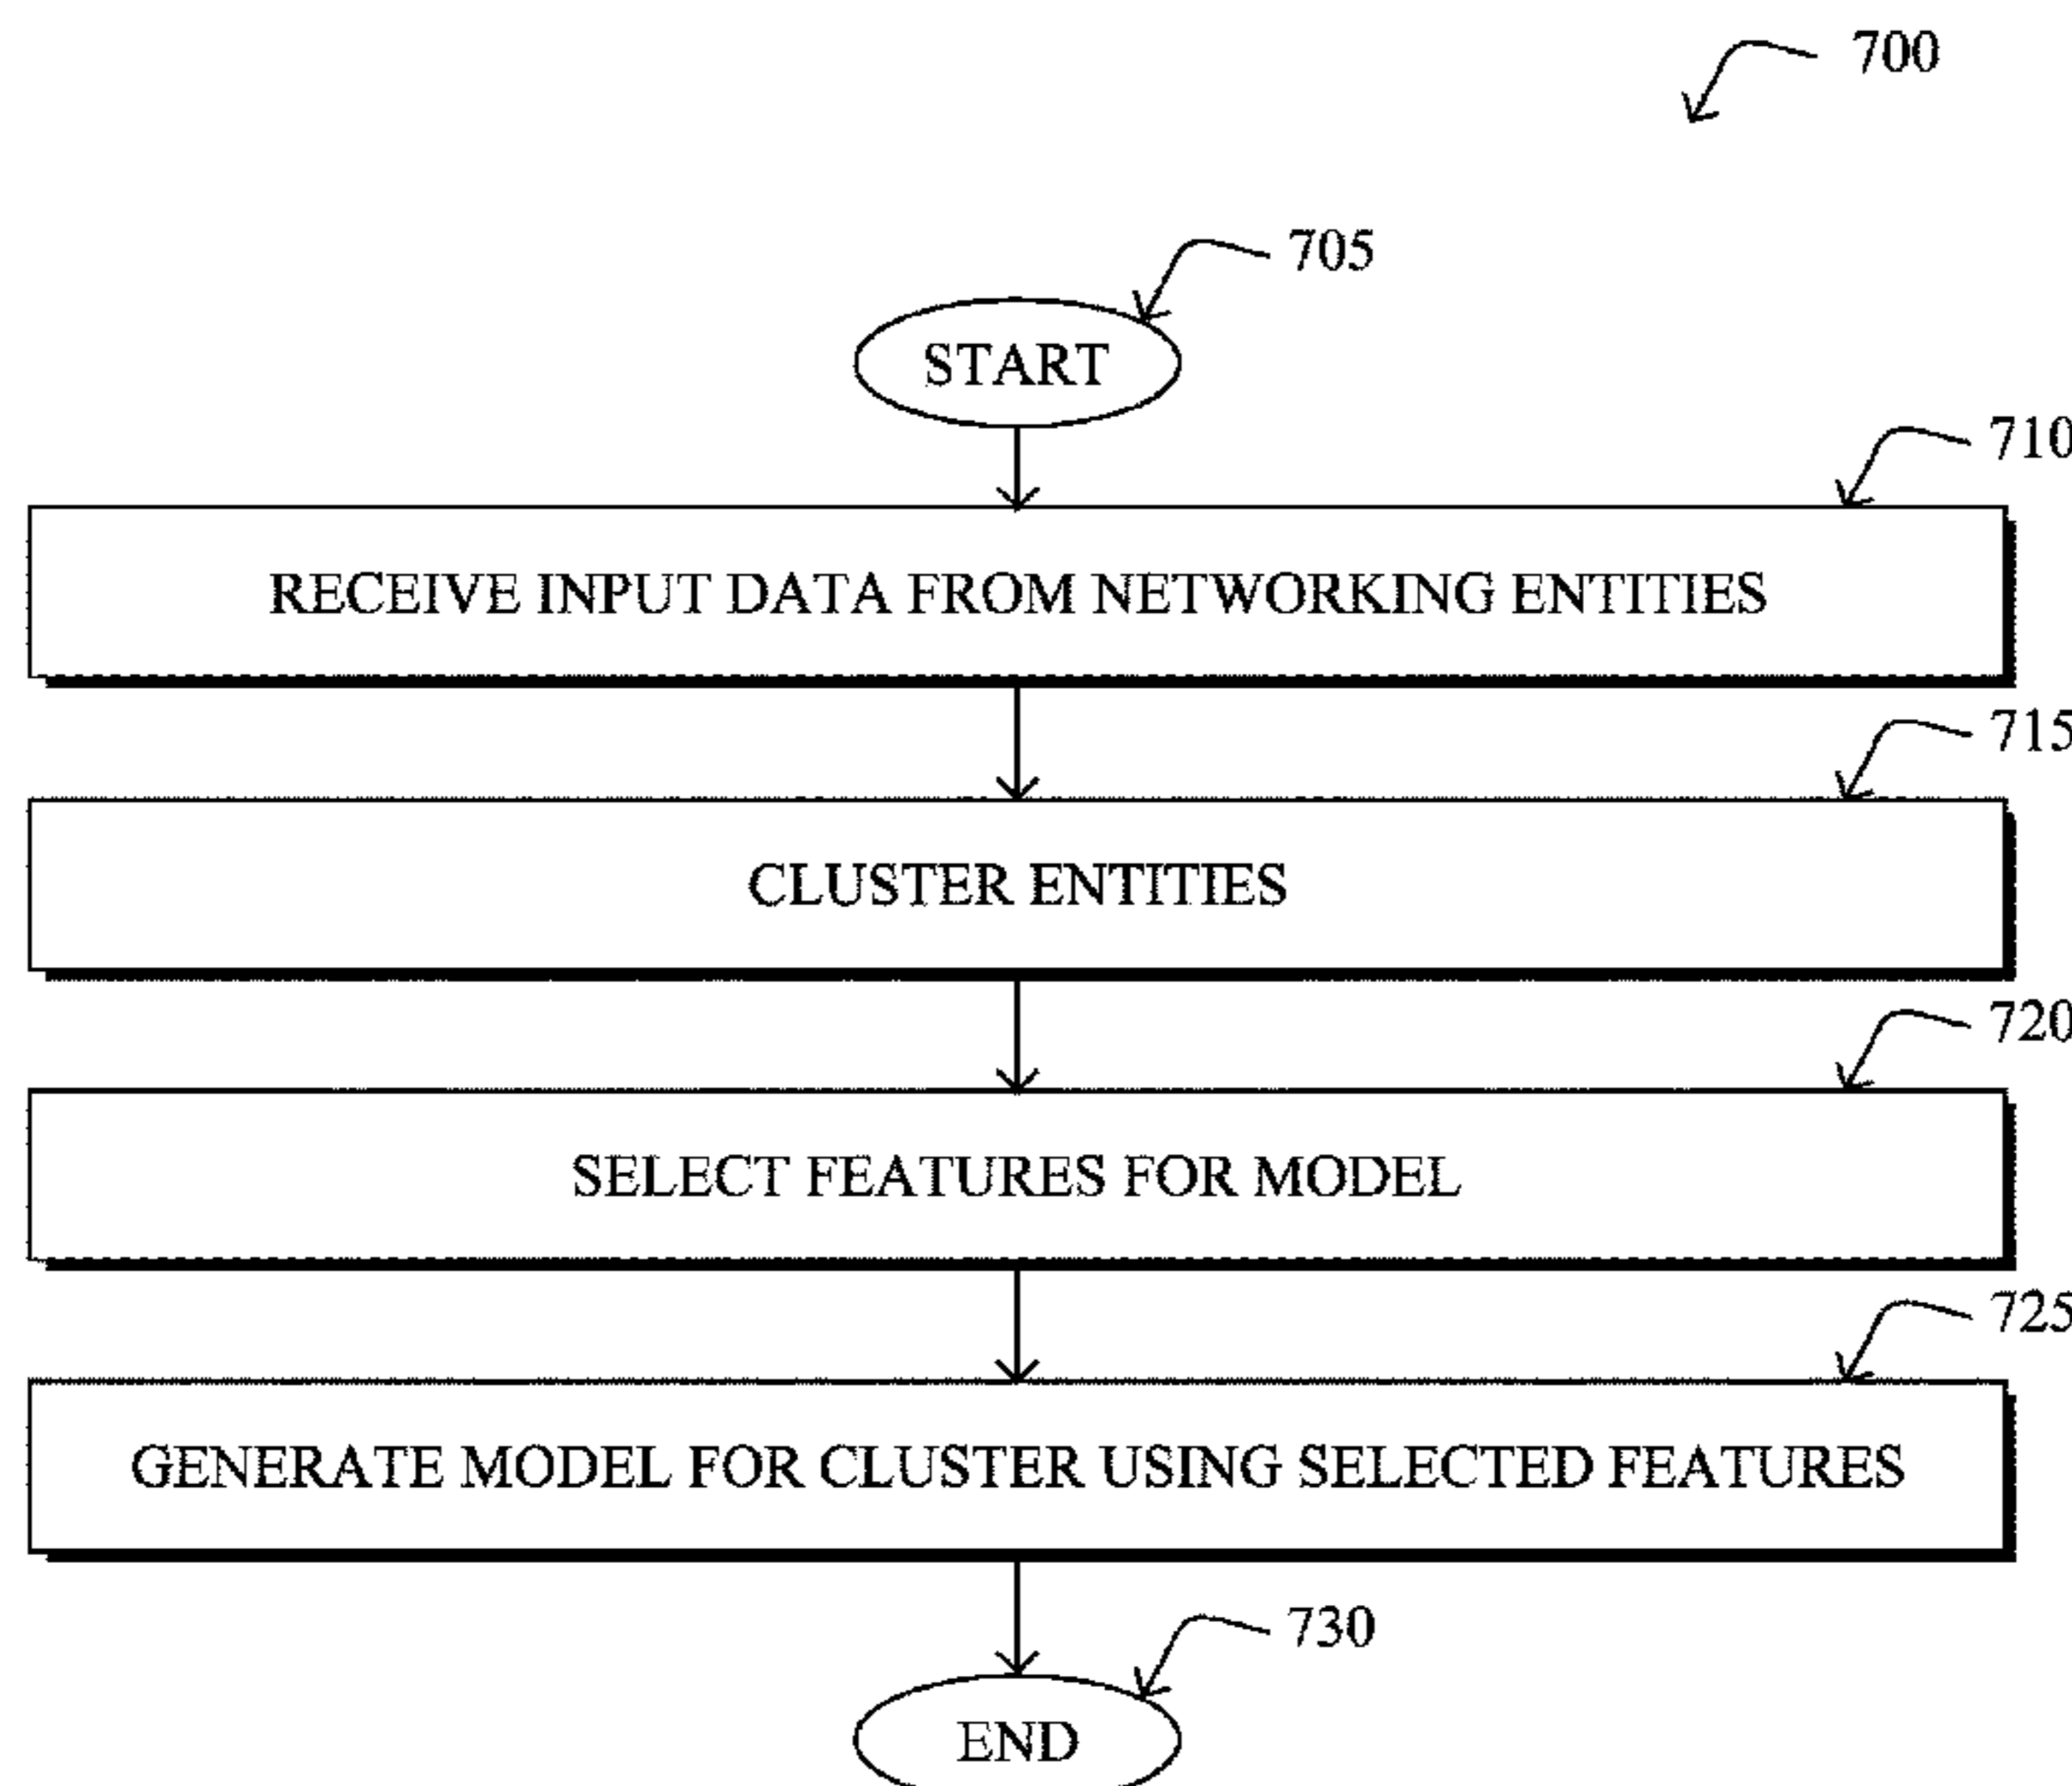 700
705
START
710
RECEIVE INPUT DATA FROM NETWORKING ENTITIES
715
CLUSTER ENTITIES
720
SELECT FEATURES FOR MODEL
725
GENERATE MODEL FOR CLUSTER USING SELECTED FEATURES
730
END